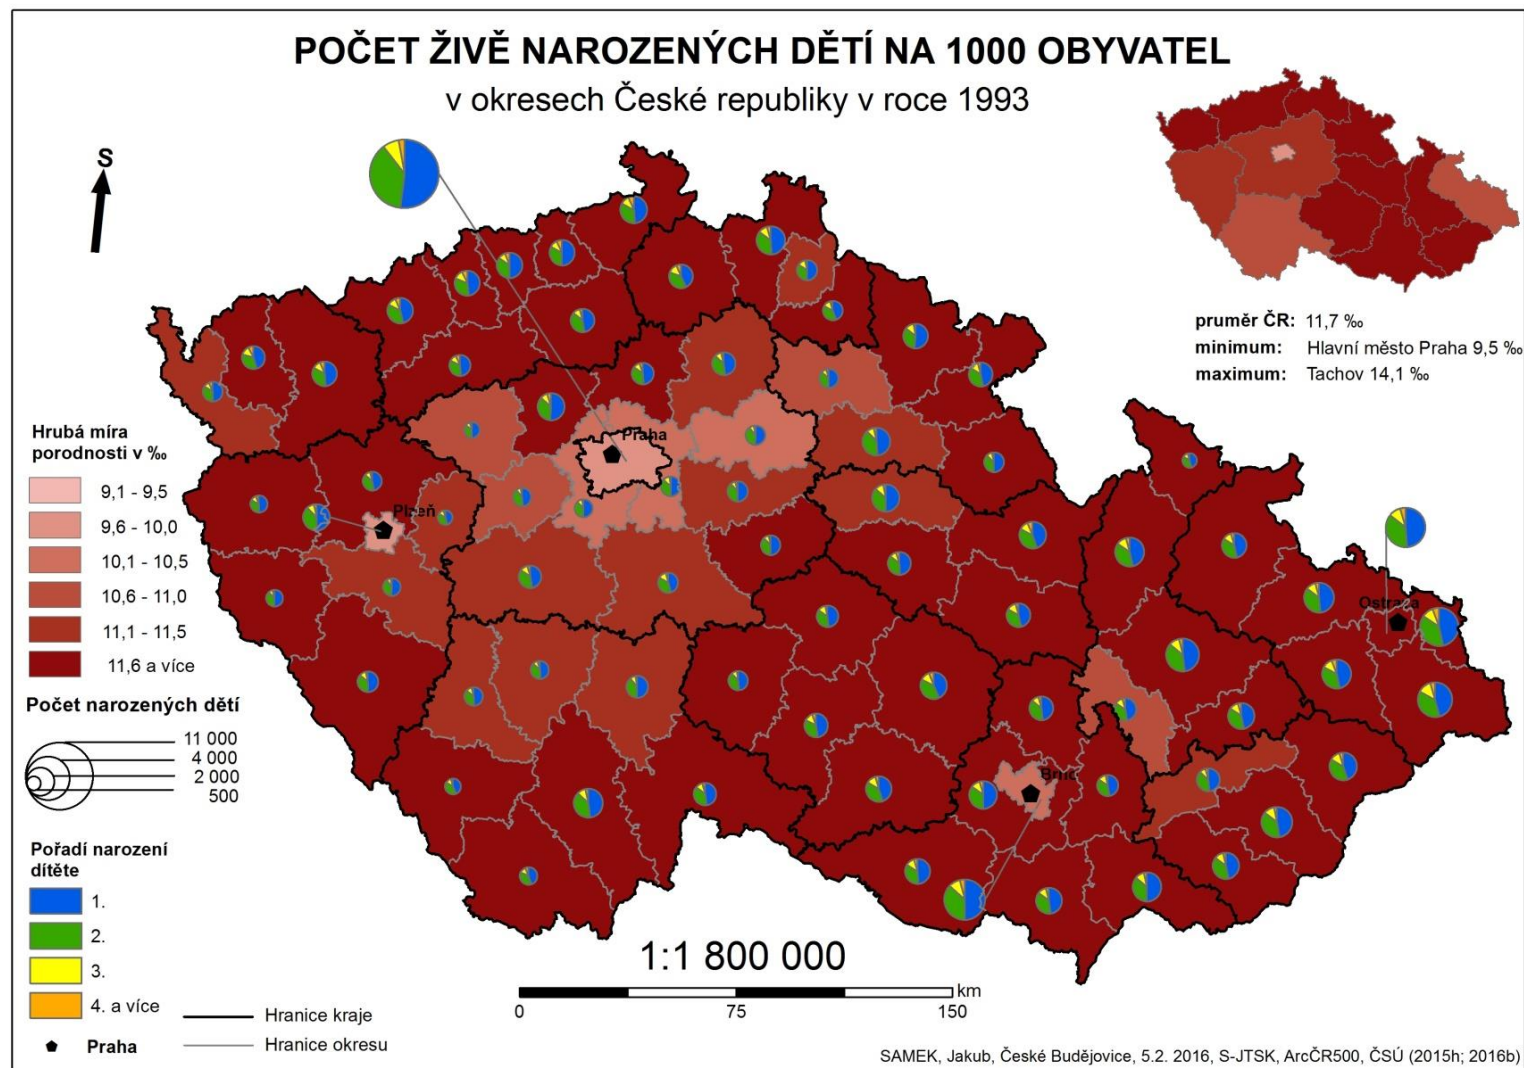 POČET ŽIVĚ NAROZENÝCH DĚTÍ NA 1000 OBYVATEL
v okresech České republiky v roce 1993
S
pruměr ČR: 11,7 ‰
minimum: Hlavní město Praha 9,5 ‰
maximum: Tachov 14,1 ‰
Praha
Plzeň
Ostrava
Brno
Hrubá míra
porodnosti v ‰
9,1 - 9,5
9,6 - 10,0
10,1 - 10,5
10,6 - 11,0
11,1 - 11,5
11,6 a více
Počet narozených dětí
11 000
4 000
2 000
500
Pořadí narození
dítěte
1.
2.
3.
4. a více
Praha
Hranice kraje
Hranice okresu
1:1 800 000
km
0 75 150
SAMEK, Jakub, České Budějovice, 5.2. 2016, S-JTSK, ArcČR500, ČSÚ (2015h; 2016b)